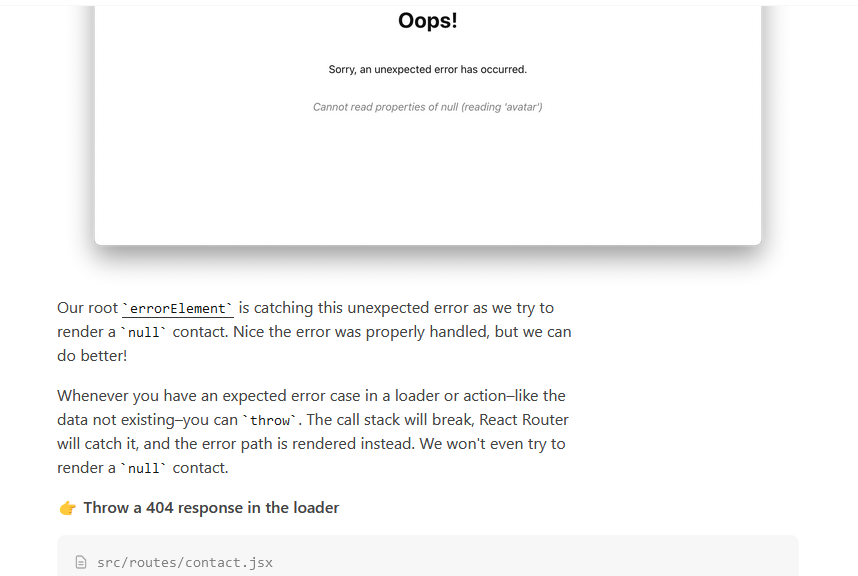 Oops!
Sorry, an unexpected error has occurred.
Cannot read properties of null (reading 'avatar')
Our root `errorElement` is catching this unexpected error as we try to
render a `null` contact. Nice the error was properly handled, but we can
do better!
Whenever you have an expected error case in a loader or action–like the
data not existing–you can `throw`. The call stack will break, React Router
will catch it, and the error path is rendered instead. We won't even try to
render a `null` contact.
👉 Throw a 404 response in the loader
src/routes/contact.jsx